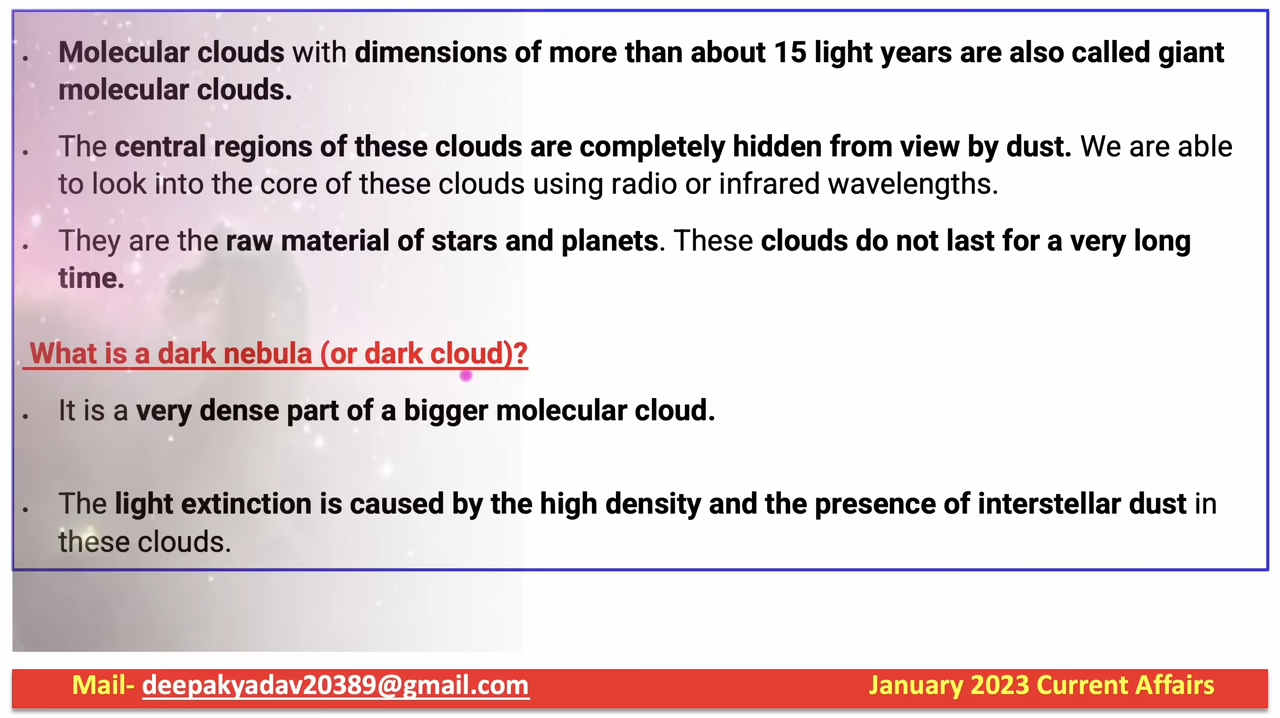 . Molecular clouds with dimensions of more than about 15 light years are also called giant
molecular clouds.
. The central regions of these clouds are completely hidden from view by dust. We are able
to look into the core of these clouds using radio or infrared wavelengths.
. They are the raw material of stars and planets. These clouds do not last for a very long
time.
What is a dark nebula (or dark cloud)?
. It is a very dense part of a bigger molecular cloud.
. The light extinction is caused by the high density and the presence of interstellar dust in
these clouds.
Mail- deepakyadav20389@gmail.com
January 2023 Current Affairs